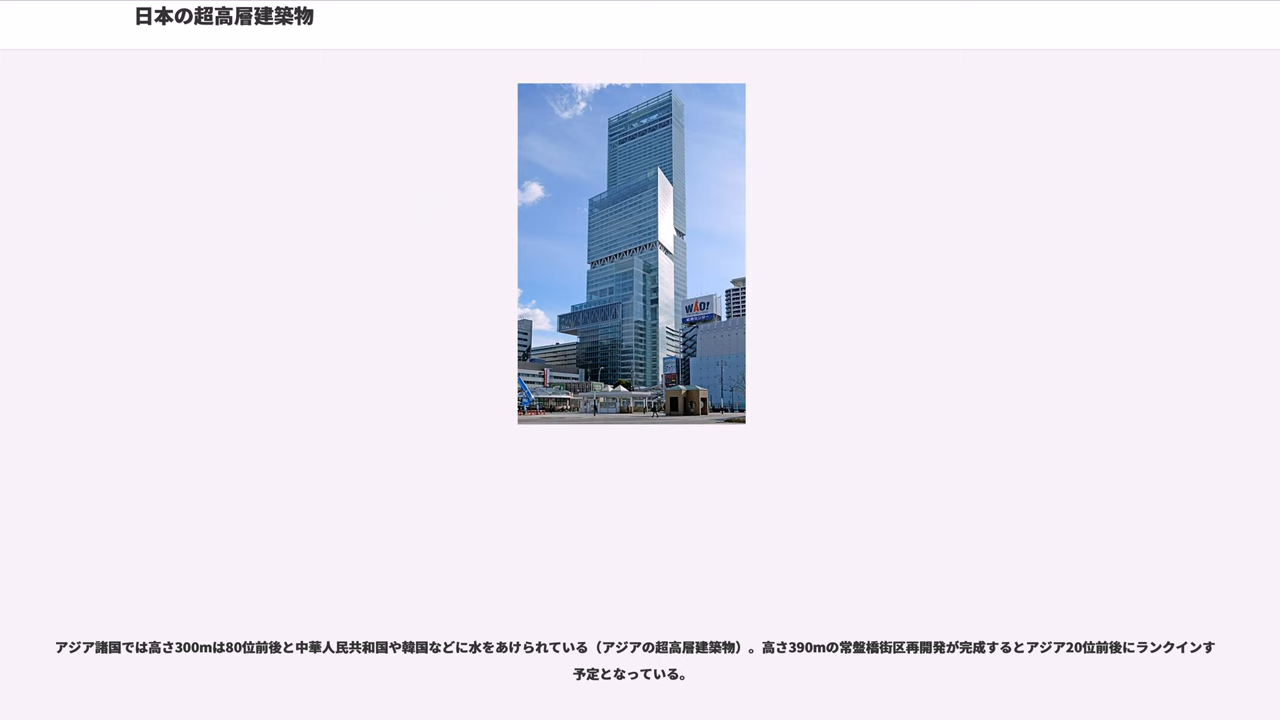 日本の超高層建築物
WAO!
アジア諸国では高さ300mは80位前後と中華人民共和国や韓国などに水をあけられている（アジアの超高層建築物）。高さ390mの常盤橋街区再開発が完成するとアジア20位前後にランクインす
予定となっている。